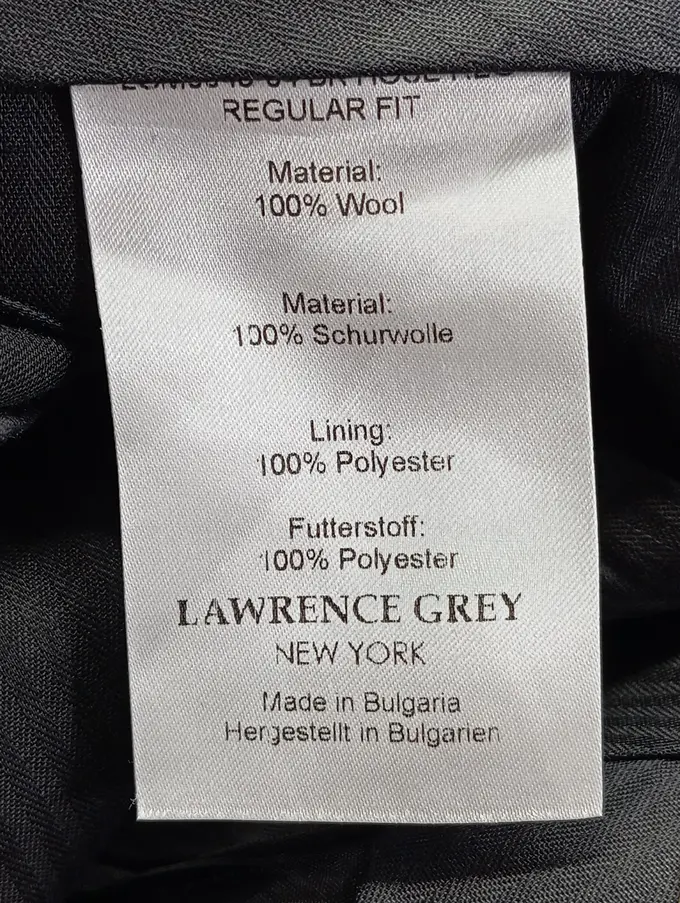 REGULAR FIT
Material:
100% Wool
Material:
100% Schurwolle
Lining:
100% Polyester
Futterstoff:
100% Polyester
LAWRENCE GREY
NEW YORK
Made in Bulgaria
Hergestellt in Bulgarien